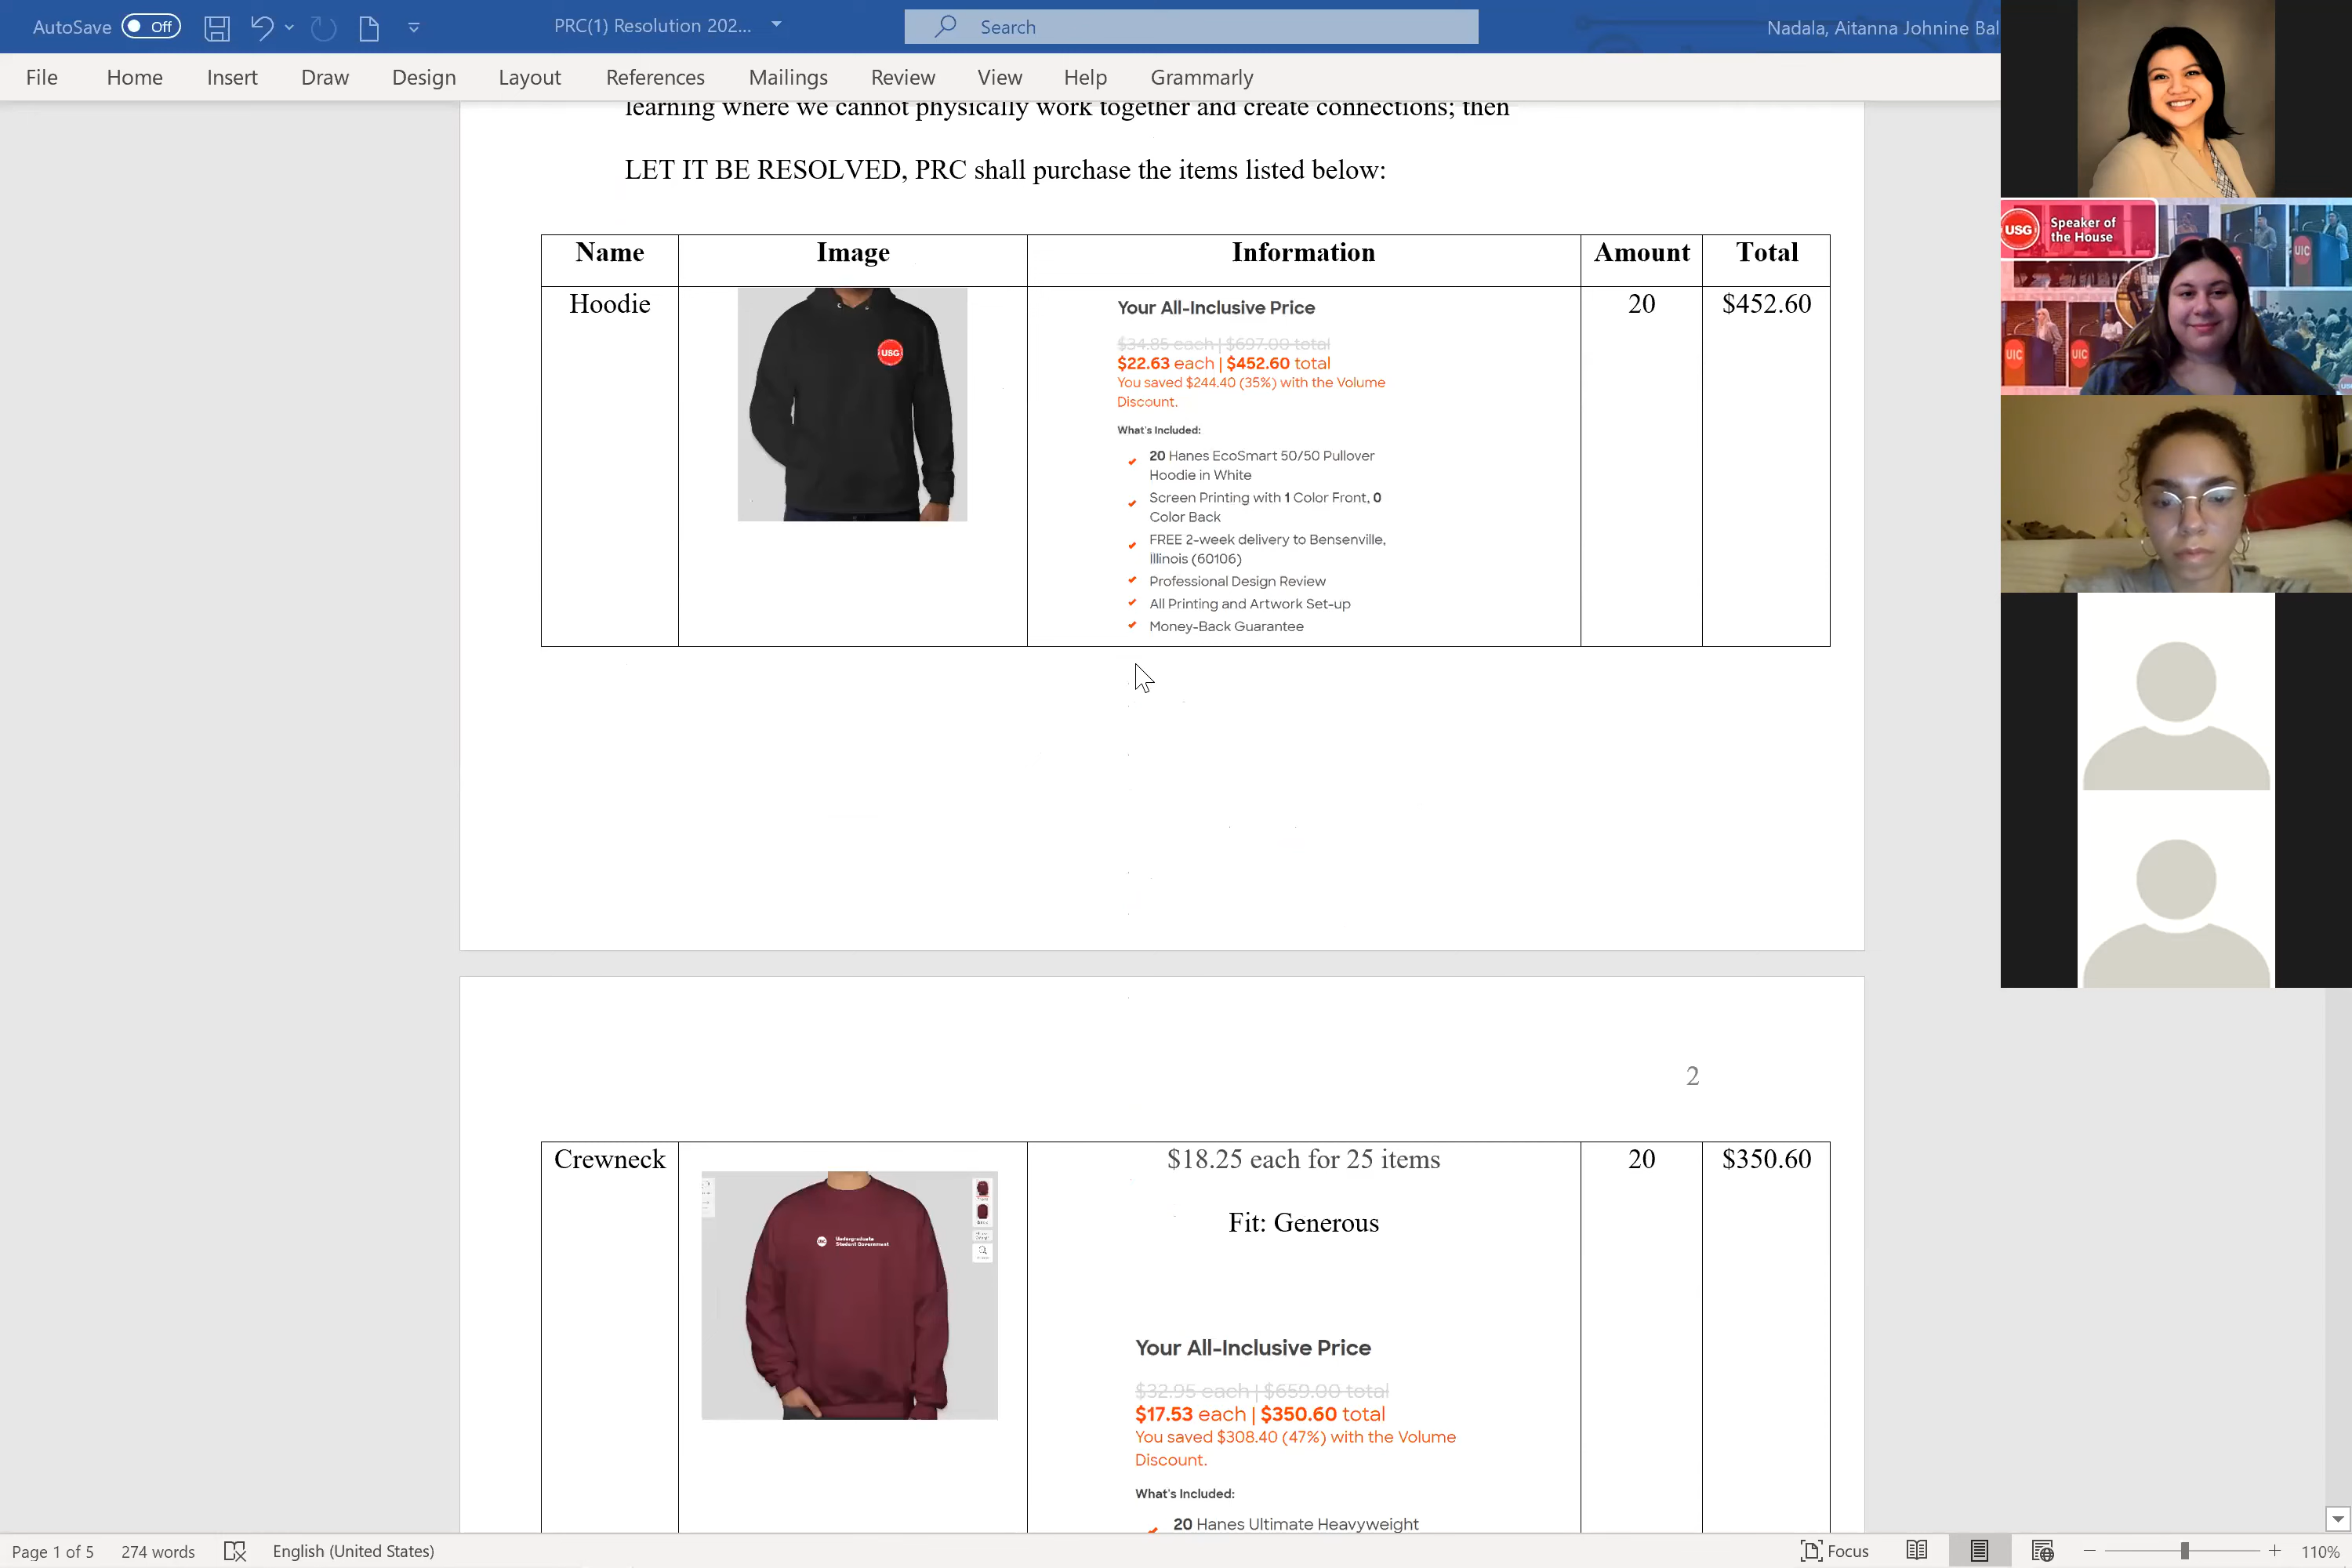 AutoSave Off
PRC(1) Resolution 202...
Search
Nadala, Aitanna Johnine Bal
File Home Insert Draw Design Layout References Mailings Review View Help Grammarly
learning where we cannot physically work together and create connections; then
LET IT BE RESOLVED, PRC shall purchase the items listed below:
Name Image Information Amount Total
Hoodie
USG
Your All-Inclusive Price
$34.85 each | $697.00 total
$22.63 each | $452.60 total
You saved $244.40 (35%) with the Volume
Discount.
What's Included:
20 Hanes EcoSmart 50/50 Pullover
Hoodie in White
Screen Printing with 1 Color Front, 0
Color Back
FREE 2-week delivery to Bensenville,
Illinois (60106)
Professional Design Review
All Printing and Artwork Set-up
Money-Back Guarantee
20
$452.60
2
Crewneck
Undergraduate
Student Government
$18.25 each for 25 items
Fit: Generous
Your All-Inclusive Price
$32.95 each | $659.00 total
$17.53 each | $350.60 total
You saved $308.40 (47%) with the Volume
Discount.
What's Included:
20 Hanes Ultimate Heavyweight
20
$350.60
USG
Speaker of
the House
UIC
UIC
UIC
Page 1 of 5
274 words
English (United States)
Focus
110%